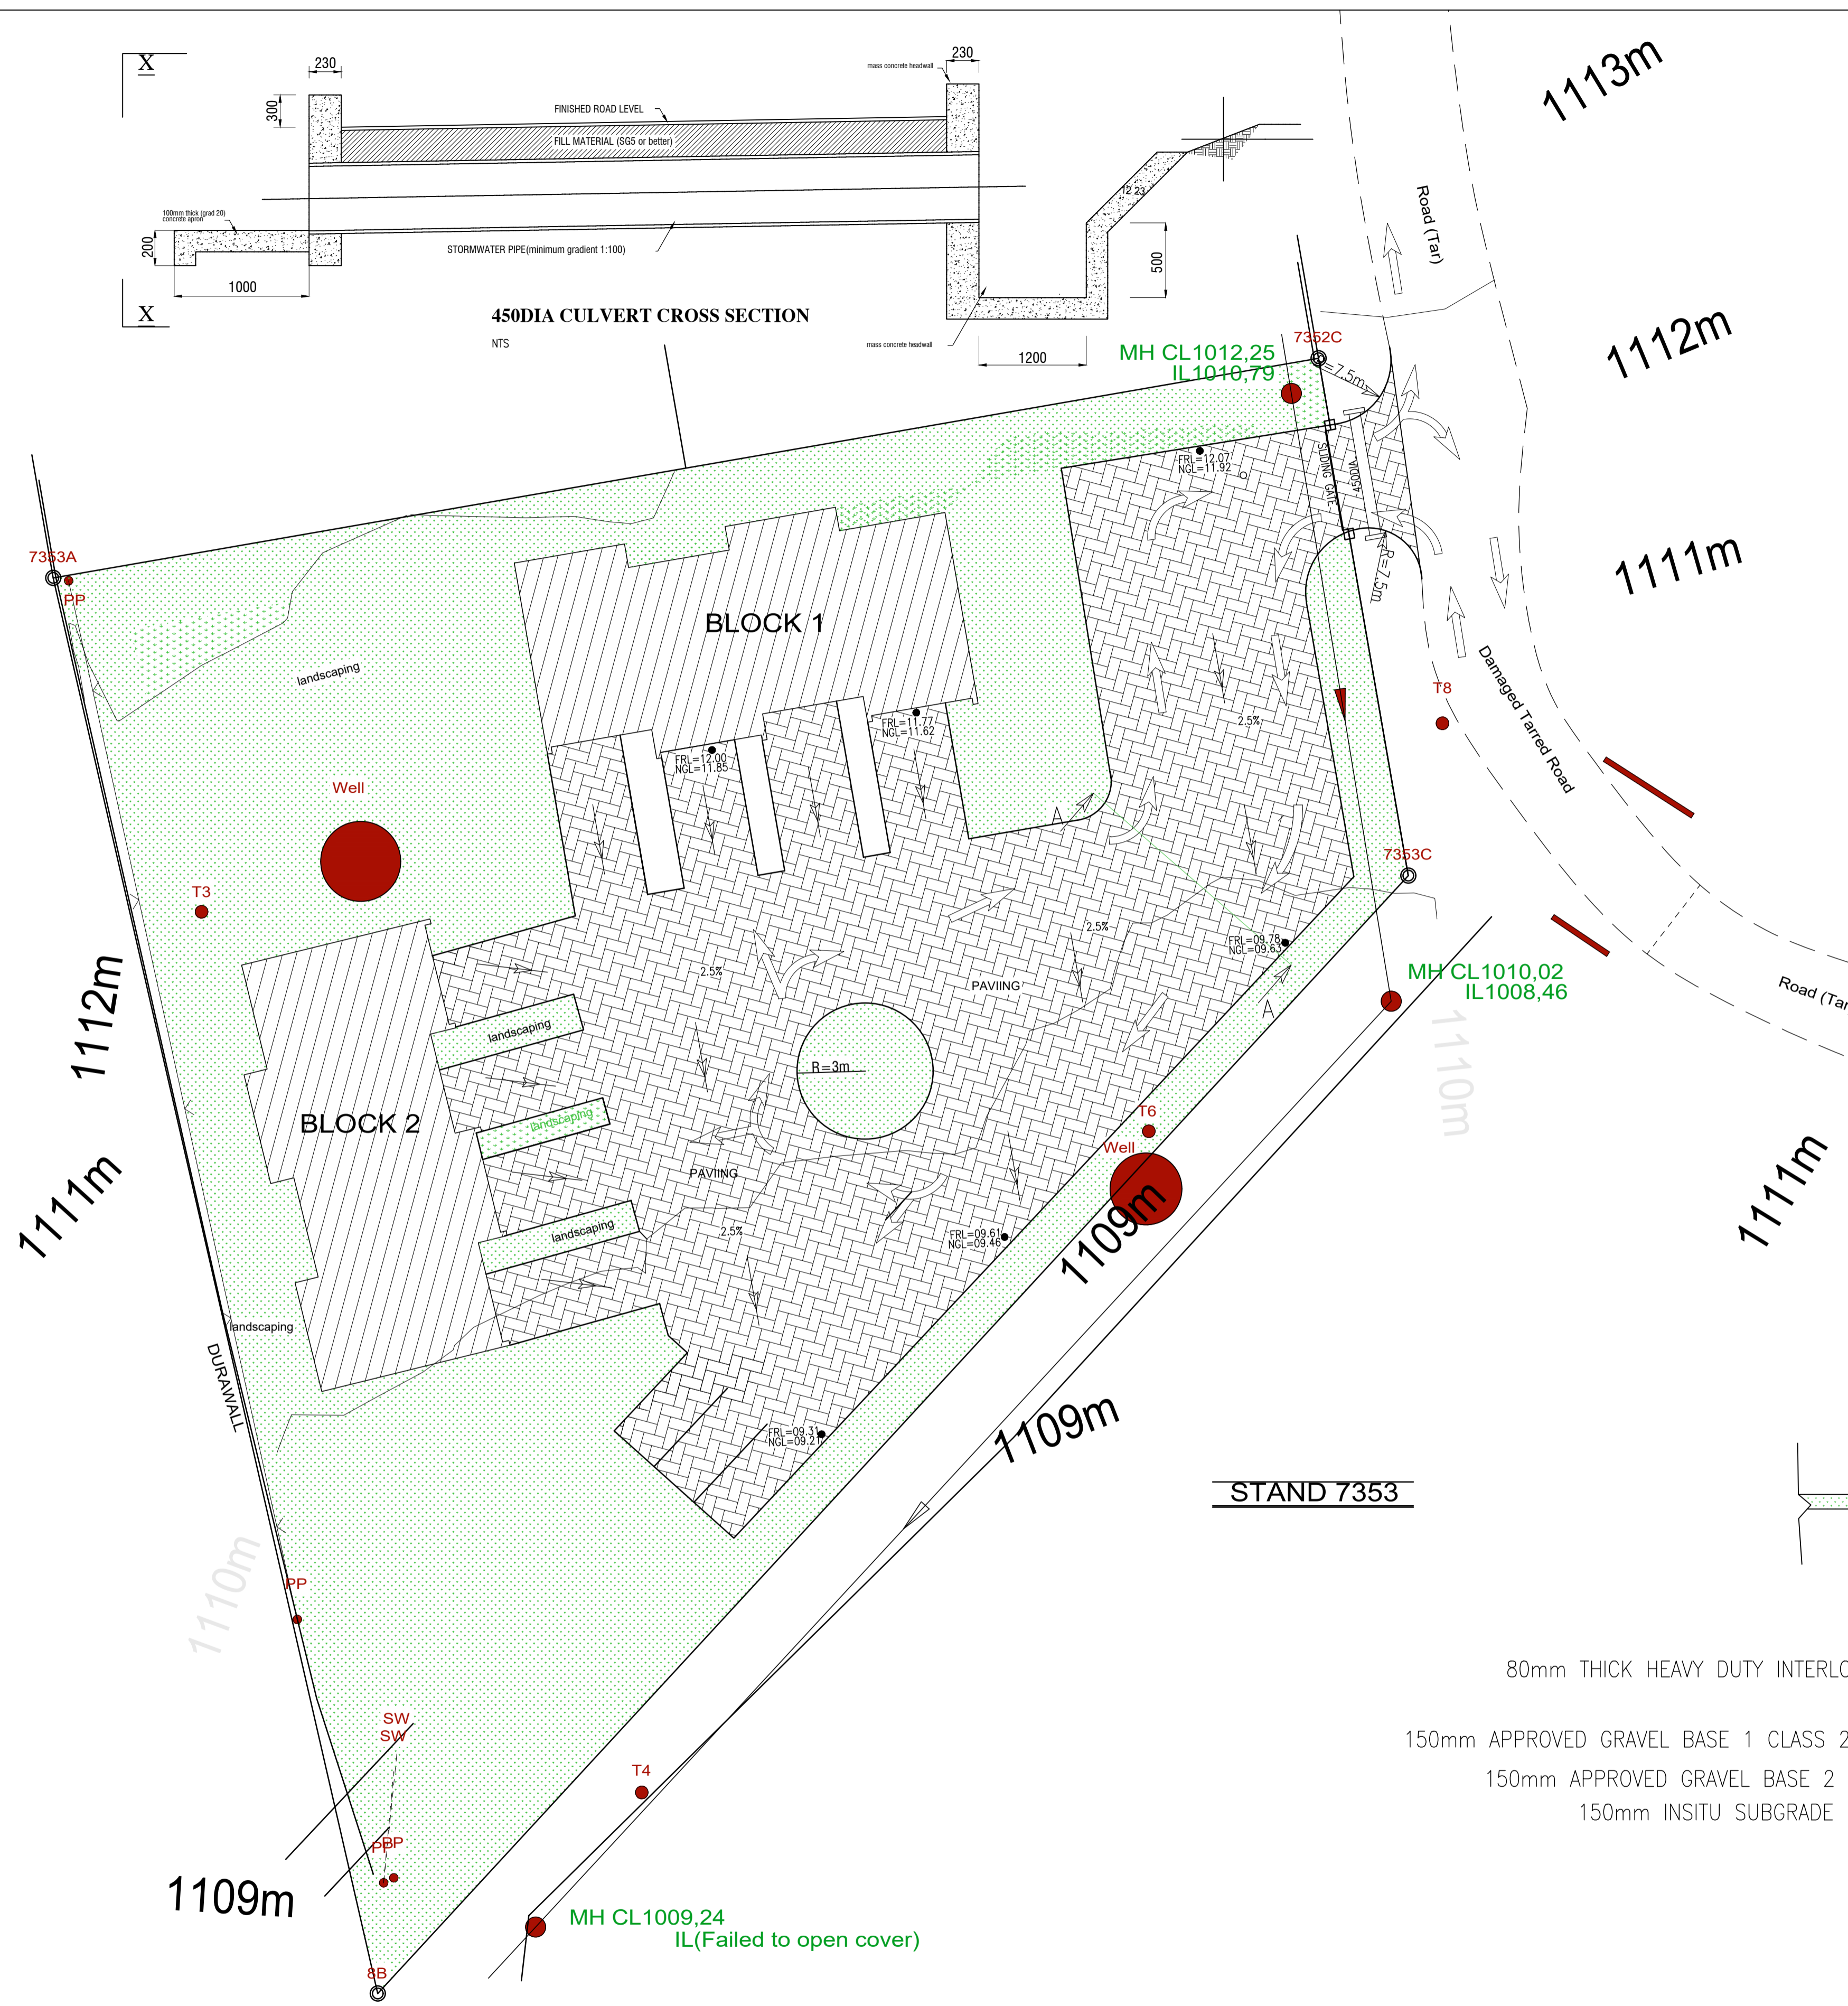 X
230
mass concrete headwall
230
300
FINISHED ROAD LEVEL
FILL MATERIAL (SG5 or better)
12 23
100mm thick (grad 20)
concrete apron
200
STORMWATER PIPE(minimum gradient 1:100)
500
1000
X
450DIA CULVERT CROSS SECTION
NTS
mass concrete headwall
1200
1113m
Road (Tar)
1112m
7352C
MH CL1012,25
IL1010,79
=7.5m
SLIDING GATE
450DIA
FRL=12.07
NGL=11.92
1111m
R=7.5m
7353A
PP
BLOCK 1
landscaping
Damaged Tarred Road
T8
2.5%
FRL=11.77
NGL=11.62
FRL=12.00
NGL=11.85
Well
A
7353C
T3
2.5%
FRL=09.78
NGL=09.63
1112m
2.5%
PAVIING
MH CL1010,02
IL1008,46
Road (Tar
A
landscaping
R=3m
1110m
BLOCK 2
landscaping
T6
Well
1111m
PAVIING
1109m
1111m
landscaping
2.5%
FRL=09.61
NGL=09.46
landscaping
DURAWALL
1109m
FRL=09.31
NGL=09.21
STAND 7353
1110m
PP
80mm THICK HEAVY DUTY INTERLO
SW
SW
150mm APPROVED GRAVEL BASE 1 CLASS 2
T4
150mm APPROVED GRAVEL BASE 2
150mm INSITU SUBGRADE
PP
BP
1109m
MH CL1009,24
IL(Failed to open cover)
8B